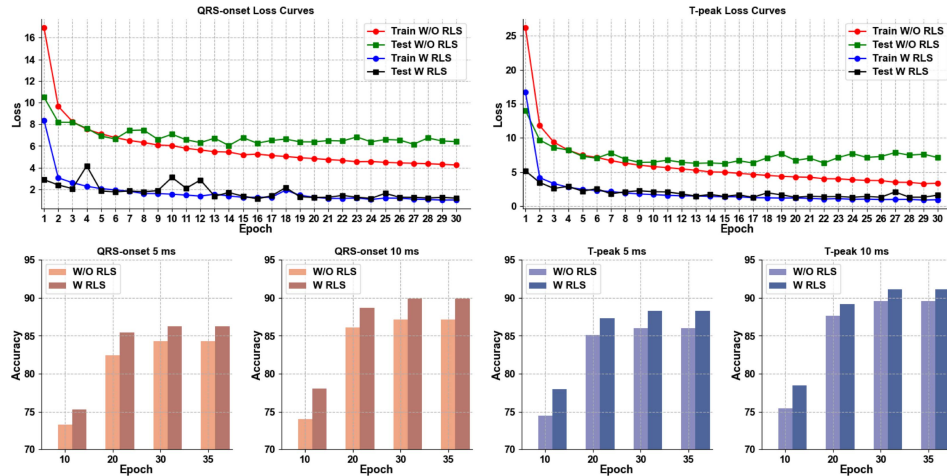 QRS-onset Loss Curves
16
14
12
10
8
6
4
2
Loss
Train W/O RLS
Test W/O RLS
Train W RLS
Test W RLS
1 2 3 4 5 6 7 8 9 10 11 12 13 14 15 16 17 18 19 20 21 22 23 24 25 26 27 28 29 30
Epoch
T-peak Loss Curves
25
20
15
10
5
0
Loss
Train W/O RLS
Test W/O RLS
Train W RLS
Test W RLS
1 2 3 4 5 6 7 8 9 10 11 12 13 14 15 16 17 18 19 20 21 22 23 24 25 26 27 28 29 30
Epoch
QRS-onset 5 ms
95
90
85
80
75
70
Accuracy
W/O RLS
W RLS
10 20 30 35
Epoch
QRS-onset 10 ms
95
90
85
80
75
70
Accuracy
W/O RLS
W RLS
10 20 30 35
Epoch
T-peak 5 ms
95
90
85
80
75
70
Accuracy
W/O RLS
W RLS
10 20 30 35
Epoch
T-peak 10 ms
95
90
85
80
75
70
Accuracy
W/O RLS
W RLS
10 20 30 35
Epoch